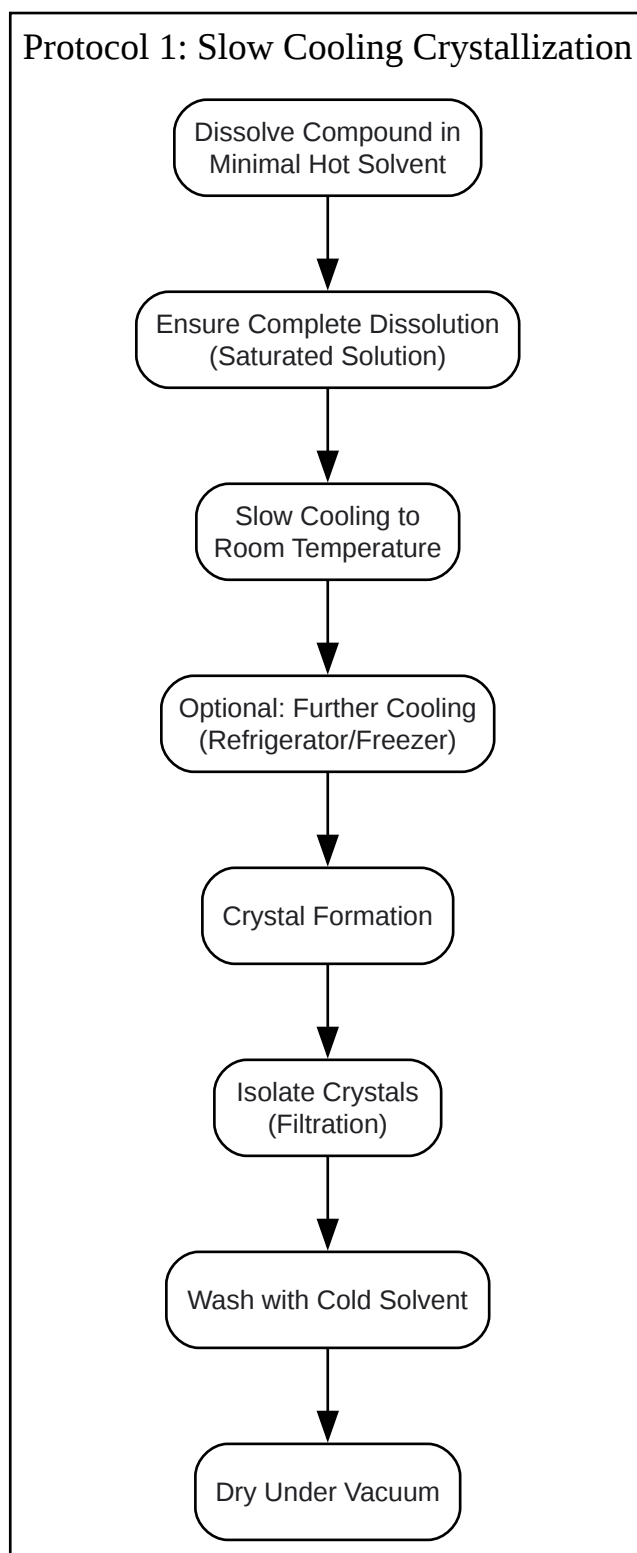 Protocol 1: Slow Cooling Crystallization
Dissolve Compound in
Minimal Hot Solvent
Ensure Complete Dissolution
(Saturated Solution)
Slow Cooling to
Room Temperature
Optional: Further Cooling
(Refrigerator/Freezer)
Crystal Formation
Isolate Crystals
(Filtration)
Wash with Cold Solvent
Dry Under Vacuum